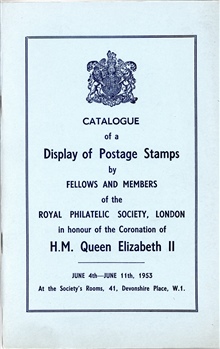 CATALOGUE
of a
Display of Postage Stamps
by
FELLOWS AND MEMBERS
of the
ROYAL PHILATELIC SOCIETY, LONDON
in honour of the Coronation of
H.M. Queen Elizabeth II
JUNE 4th—JUNE 11th, 1953
At the Society's Rooms, 41, Devonshire Place, W.1.